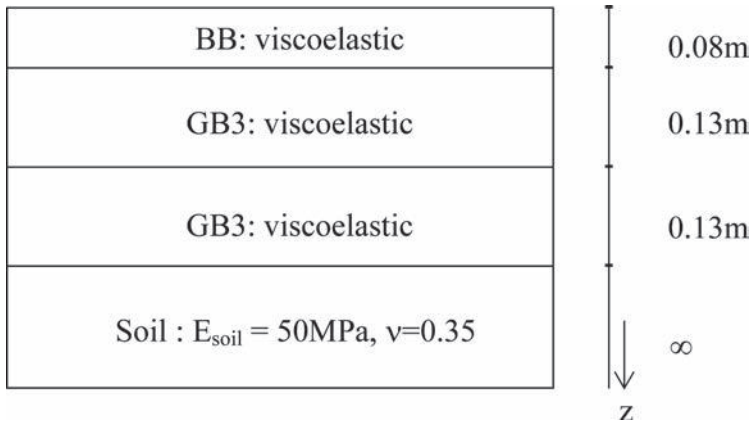 BB: viscoelastic 0.08m
GB3: viscoelastic 0.13m
GB3: viscoelastic 0.13m
Soil : E_soil = 50MPa, ν=0.35 ∞
z